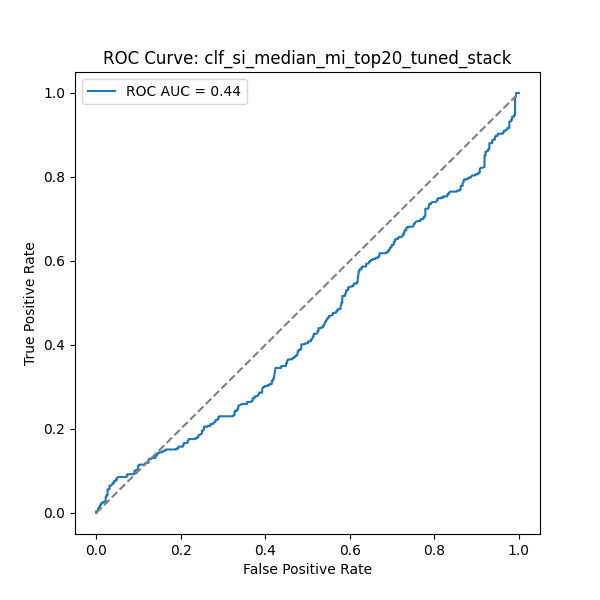 ROC Curve: clf_si_median_mi_top20_tuned_stack
ROC AUC = 0.44
1.0
0.8
0.6
0.4
0.2
0.0
True Positive Rate
0.0 0.2 0.4 0.6 0.8 1.0
False Positive Rate